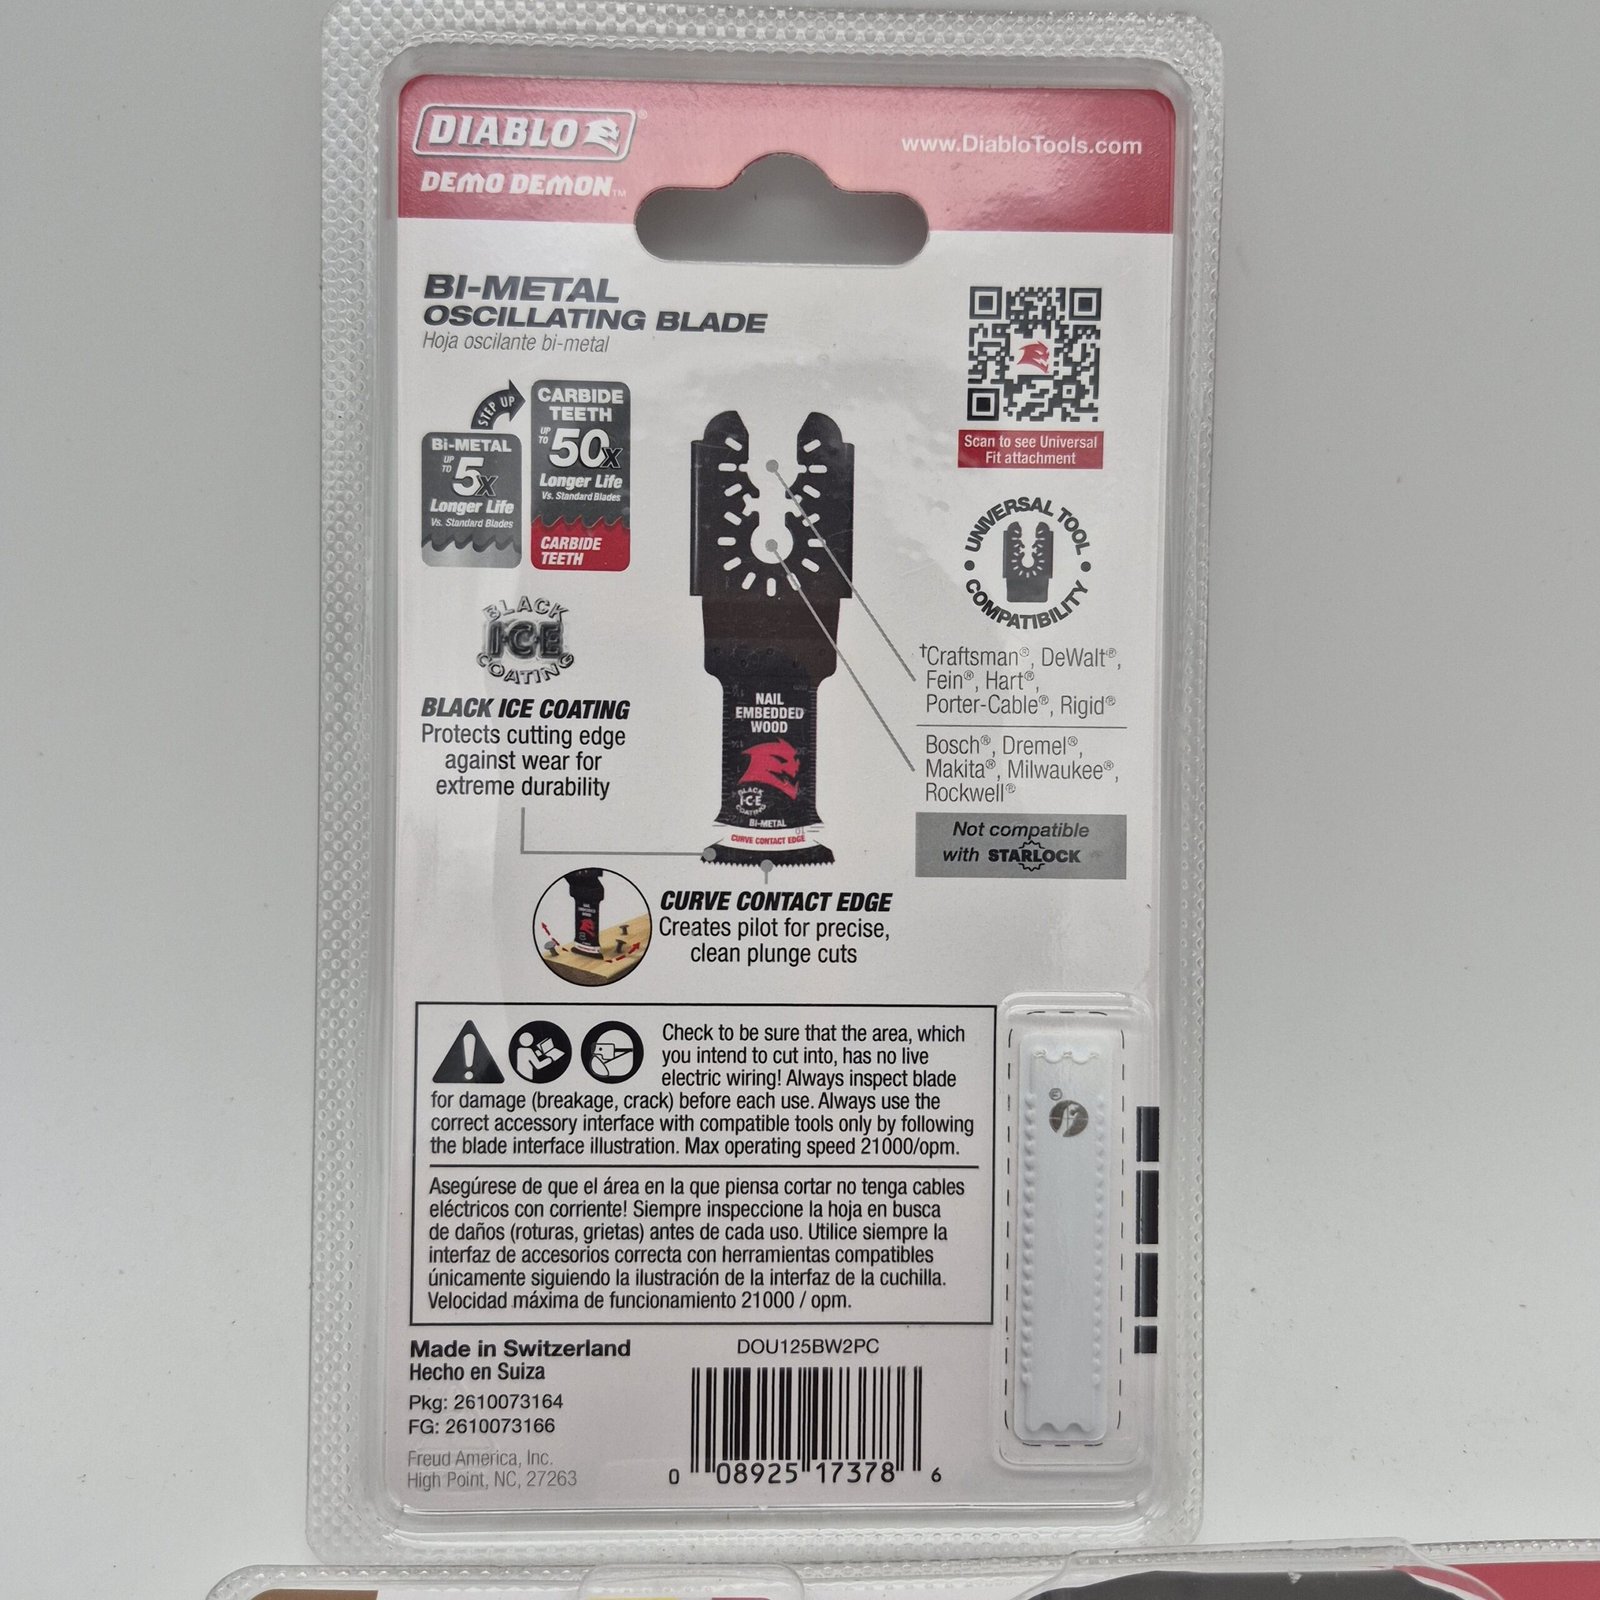 DIABLO®
DEMO DEMON™
www.DiabloTools.com
BI-METAL
OSCILLATING BLADE
Hoja oscilante bi-metal
STEP UP
Bi-METAL
UP TO 5x
Longer Life
Vs. Standard Blades
CARBIDE
TEETH
UP TO 50x
Longer Life
Vs. Standard Blades
CARBIDE
TEETH
Scan to see Universal
Fit attachment
UNIVERSAL TOOL
COMPATIBILITY
BLACK
ICE
COATING
BLACK ICE COATING
Protects cutting edge
against wear for
extreme durability
NAIL
EMBEDDED
WOOD
BLACK
ICE
COATING
BI-METAL
CURVE CONTACT EDGE
†Craftsman®, DeWalt®,
Fein®, Hart®,
Porter-Cable®, Rigid®
Bosch®, Dremel®,
Makita®, Milwaukee®,
Rockwell®
Not compatible
with STARLOCK
CURVE CONTACT EDGE
Creates pilot for precise,
clean plunge cuts
Check to be sure that the area, which
you intend to cut into, has no live
electric wiring! Always inspect blade
for damage (breakage, crack) before each use. Always use the
correct accessory interface with compatible tools only by following
the blade interface illustration. Max operating speed 21000/opm.
Asegúrese de que el área en la que piensa cortar no tenga cables
eléctricos con corriente! Siempre inspeccione la hoja en busca
de daños (roturas, grietas) antes de cada uso. Utilice siempre la
interfaz de accesorios correcta con herramientas compatibles
únicamente siguiendo la ilustración de la interfaz de la cuchilla.
Velocidad máxima de funcionamiento 21000 / opm.
Made in Switzerland
Hecho en Suiza
Pkg: 2610073164
FG: 2610073166
Freud America, Inc.
High Point, NC, 27263
DOU125BW2PC
0 08925 17378 6